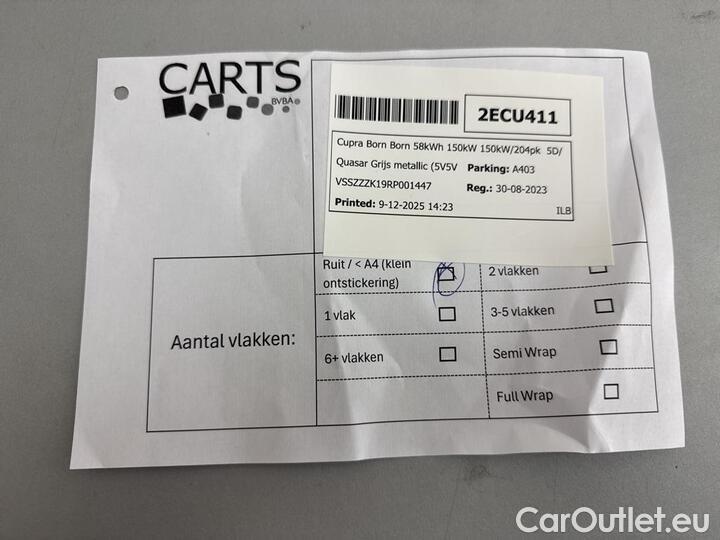 CARTS
BVBA
2ECU411
Cupra Born Born 58kWh 150kW 150kW/204pk 5D/
Quasar Grijs metallic (5V5V Parking: A403
VSSZZZK19RP001447 Reg.: 30-08-2023
Printed: 9-12-2025 14:23 ILB
Aantal vlakken:
Ruit / < A4 (klein
ontstickering)
2 vlakken
1 vlak
3-5 vlakken
6+ vlakken
Semi Wrap
Full Wrap
CarOutlet.eu